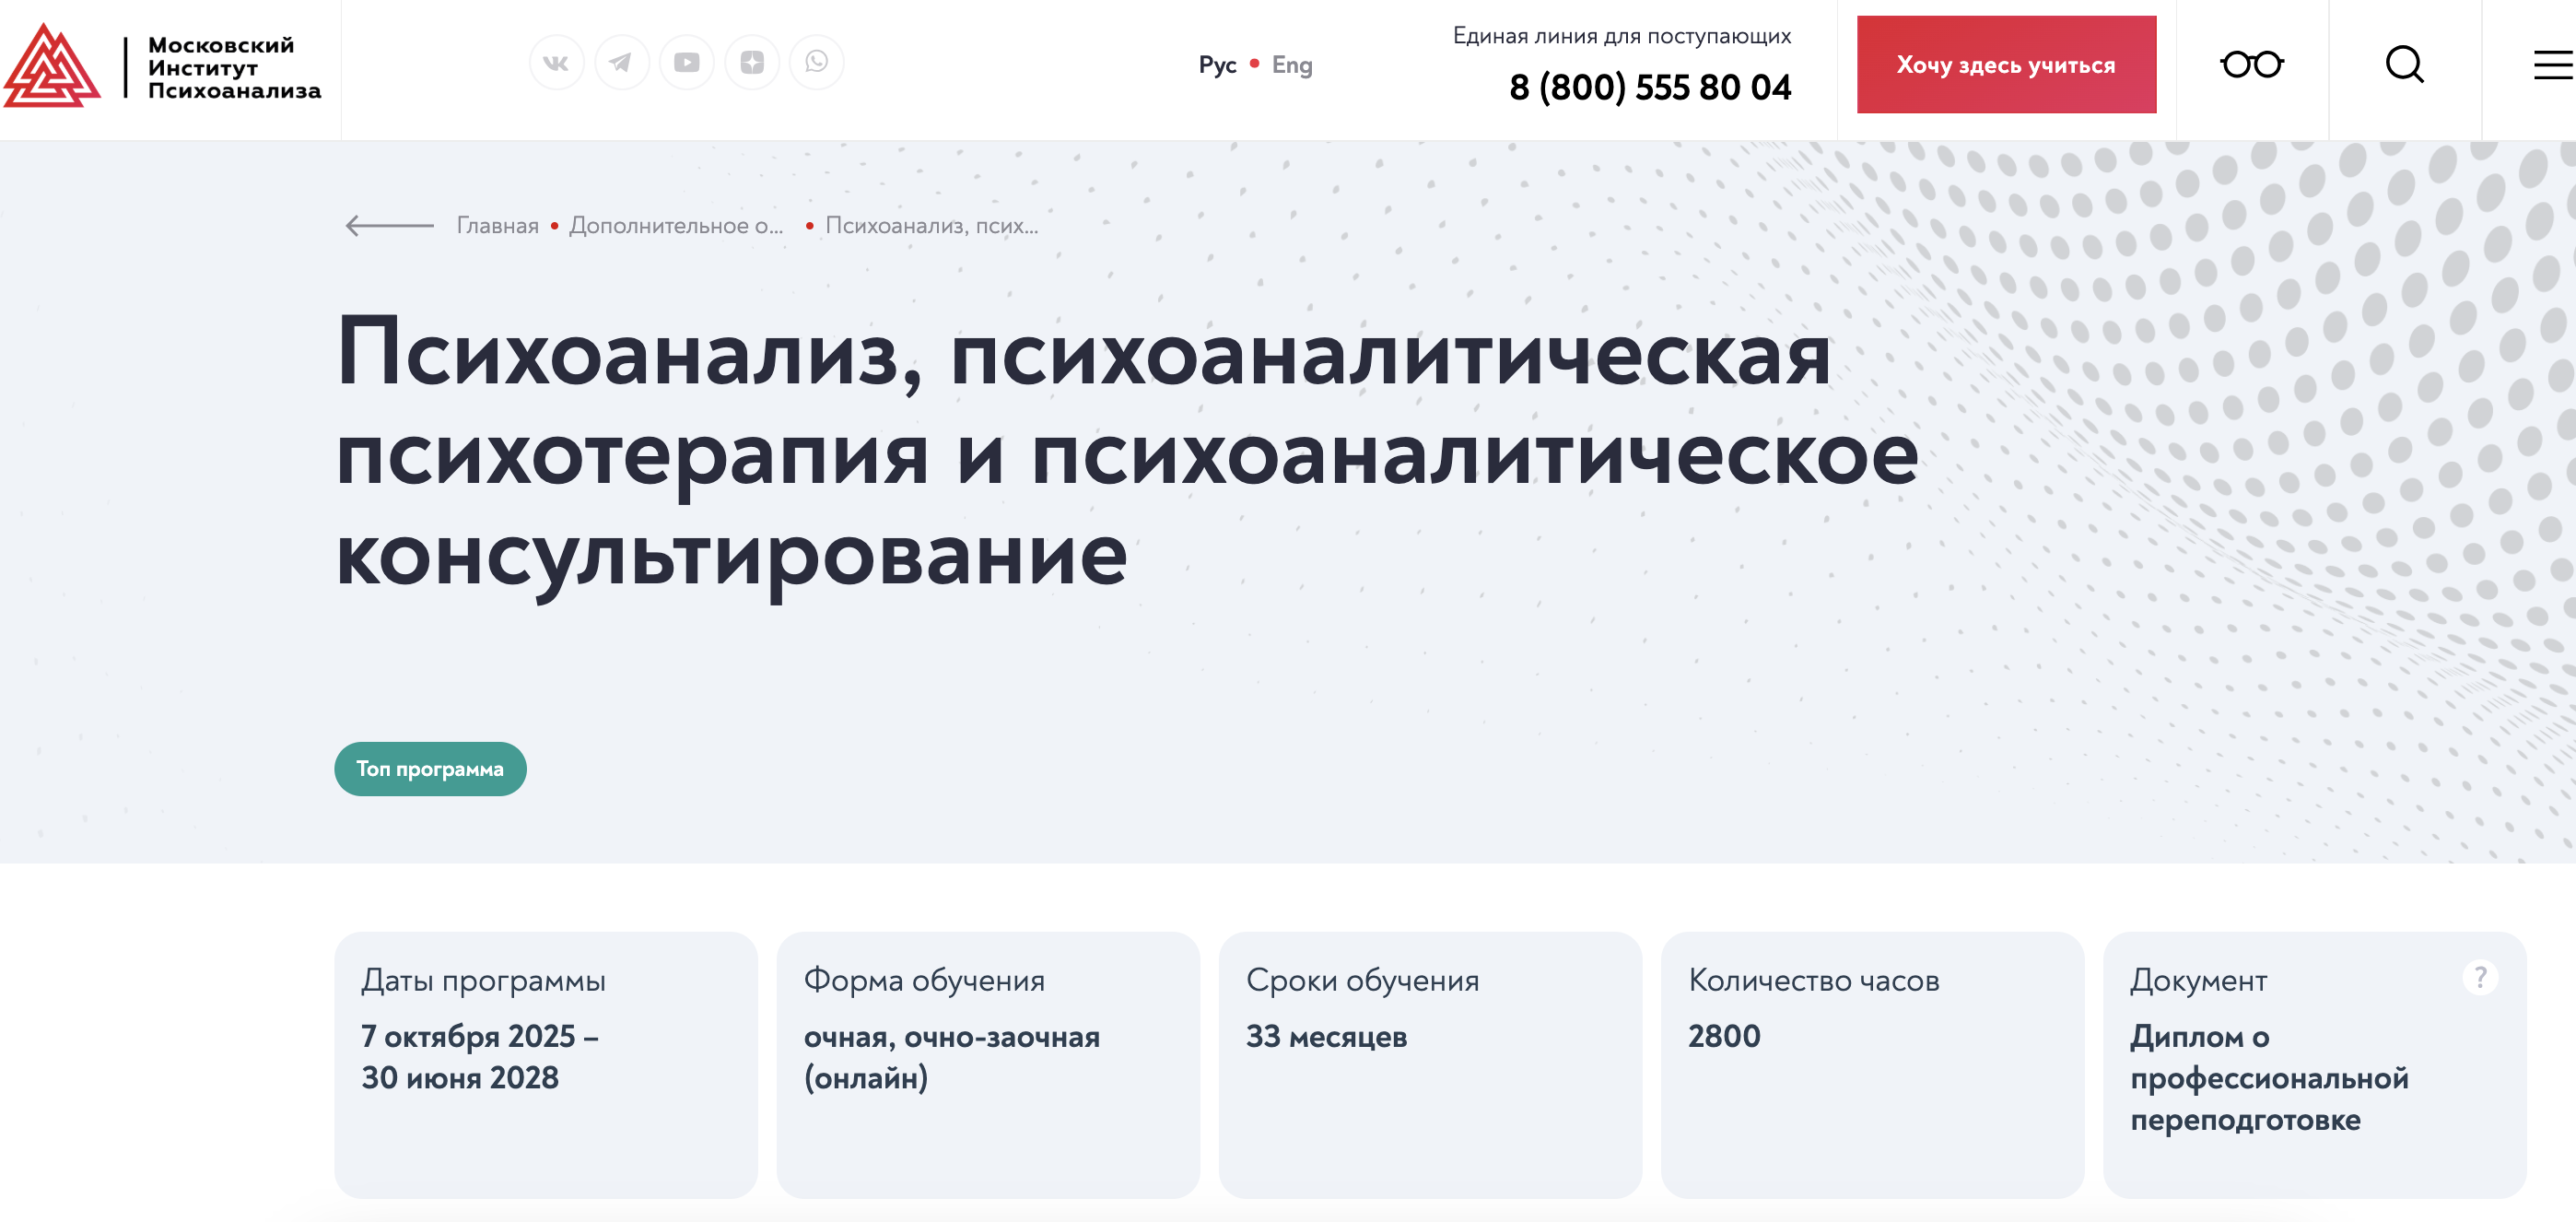 Московский
Институт
Психоанализа
Рус • Eng
Единая линия для поступающих
8 (800) 555 80 04
Хочу здесь учиться
Главная • Дополнительное о... • Психоанализ, псих...
Психоанализ, психоаналитическая
психотерапия и психоаналитическое
консультирование
Топ программа
Даты программы
7 октября 2025 –
30 июня 2028
Форма обучения
очная, очно-заочная
(онлайн)
Сроки обучения
33 месяцев
Количество часов
2800
Документ
?
Диплом о
профессиональной
переподготовке